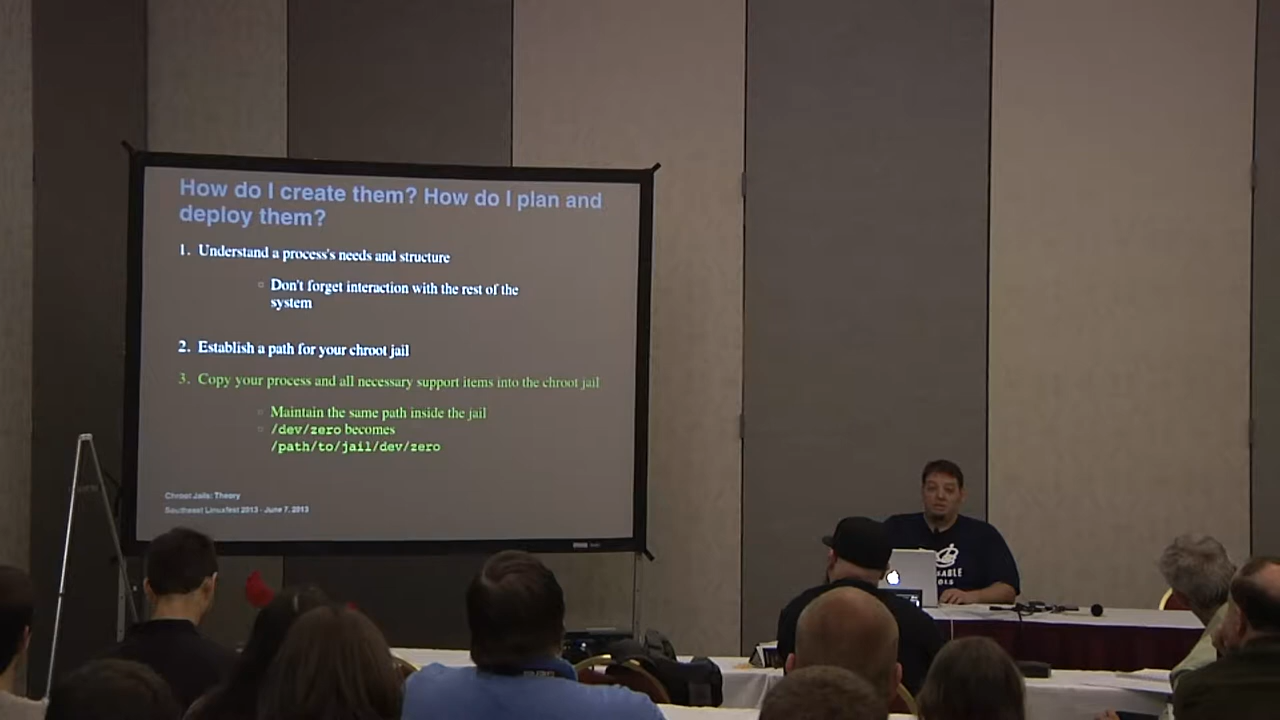 How do I create them? How do I plan and
deploy them?
1. Understand a process's needs and structure
Don't forget interaction with the rest of the
system
2. Establish a path for your chroot jail
3. Copy your process and all necessary support items into the chroot jail
Maintain the same path inside the jail
/dev/zero becomes
/path/to/jail/dev/zero
Chroot Jails: Theory
Southeast Linuxfest 2013 - June 7, 2013